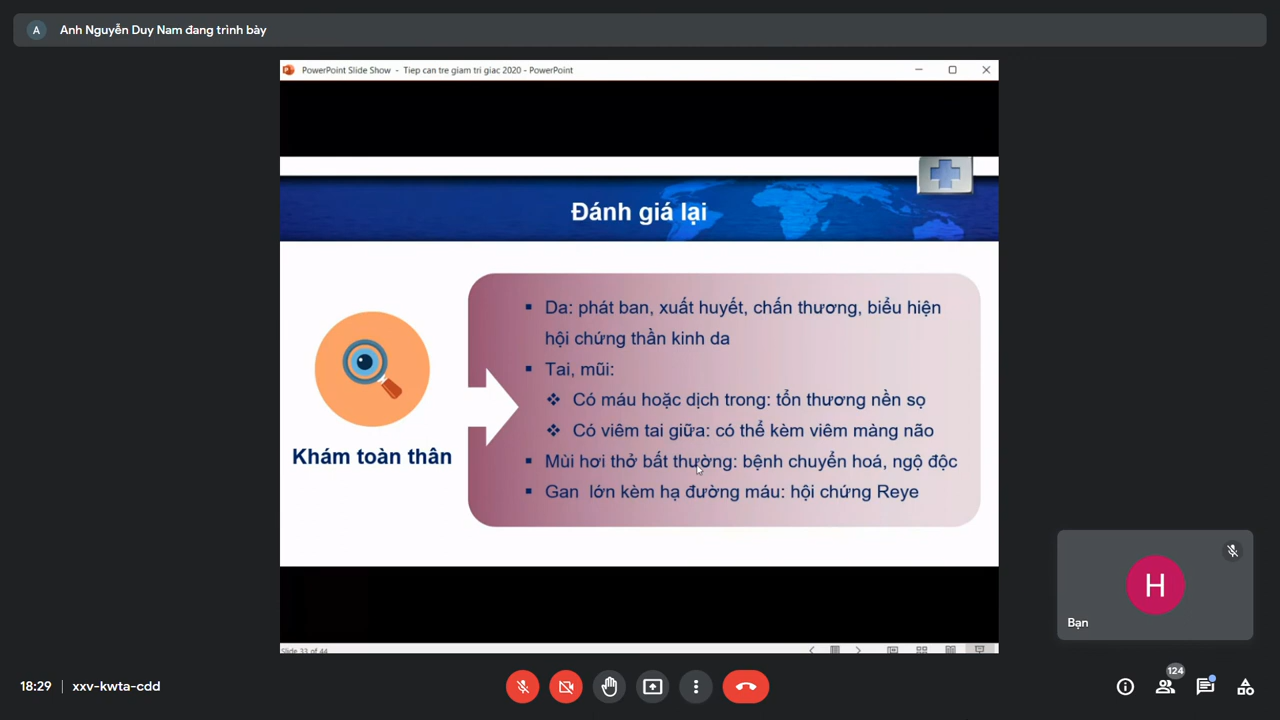 A Anh Nguyễn Duy Nam đang trình bày
PowerPoint Slide Show - Tiep can tre giam tri giac 2020 - PowerPoint
Đánh giá lại
Khám toàn thân
Da: phát ban, xuất huyết, chấn thương, biểu hiện
hội chứng thần kinh da
Tai, mũi:
Có máu hoặc dịch trong: tổn thương nền sọ
Có viêm tai giữa: có thể kèm viêm màng não
Mùi hơi thở bất thường: bệnh chuyển hoá, ngộ độc
Gan lớn kèm hạ đường máu: hội chứng Reye
Slide 33 of 44
H
Bạn
18:29 | xxv-kwta-cdd
124